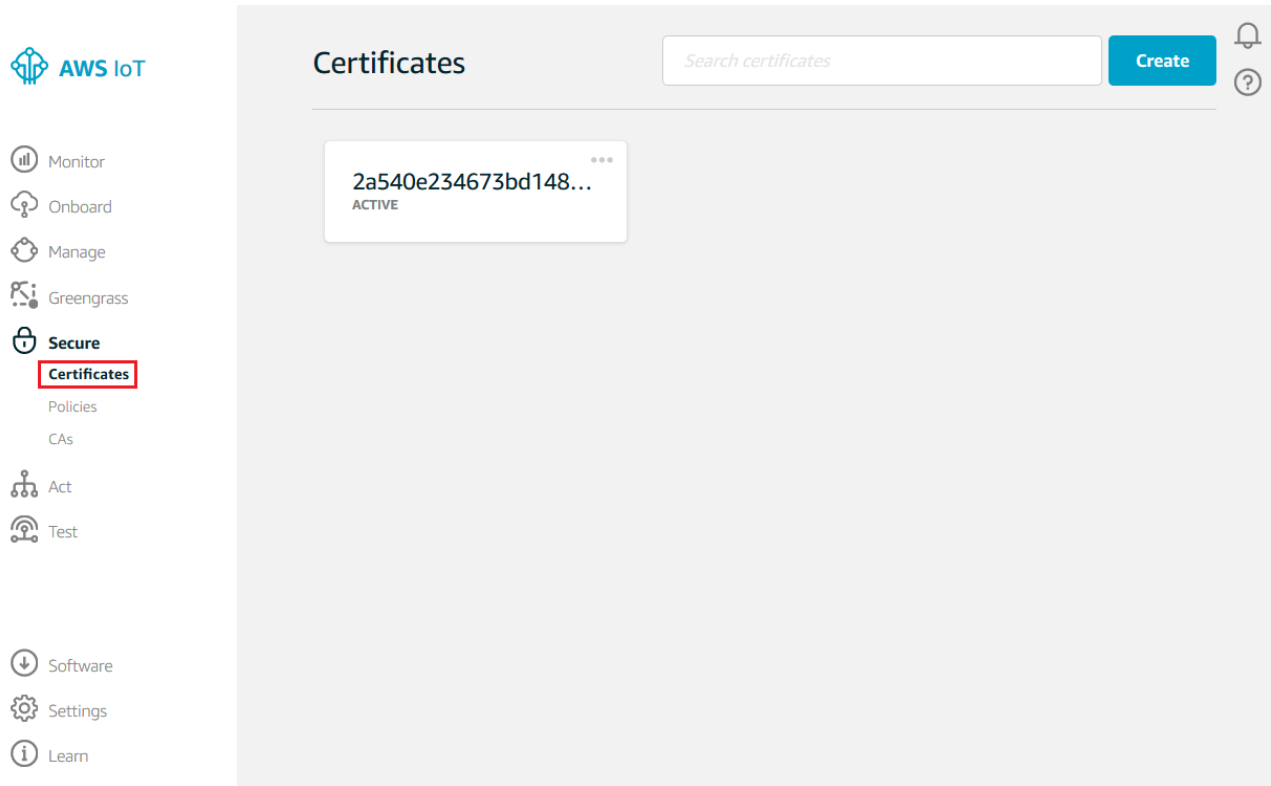 AWS IoT
Monitor
Onboard
Manage
Greengrass
Secure
Certificates
Policies
CAs
Act
Test
Software
Settings
Learn
Certificates
Search certificates
Create
2a540e234673bd148...
ACTIVE